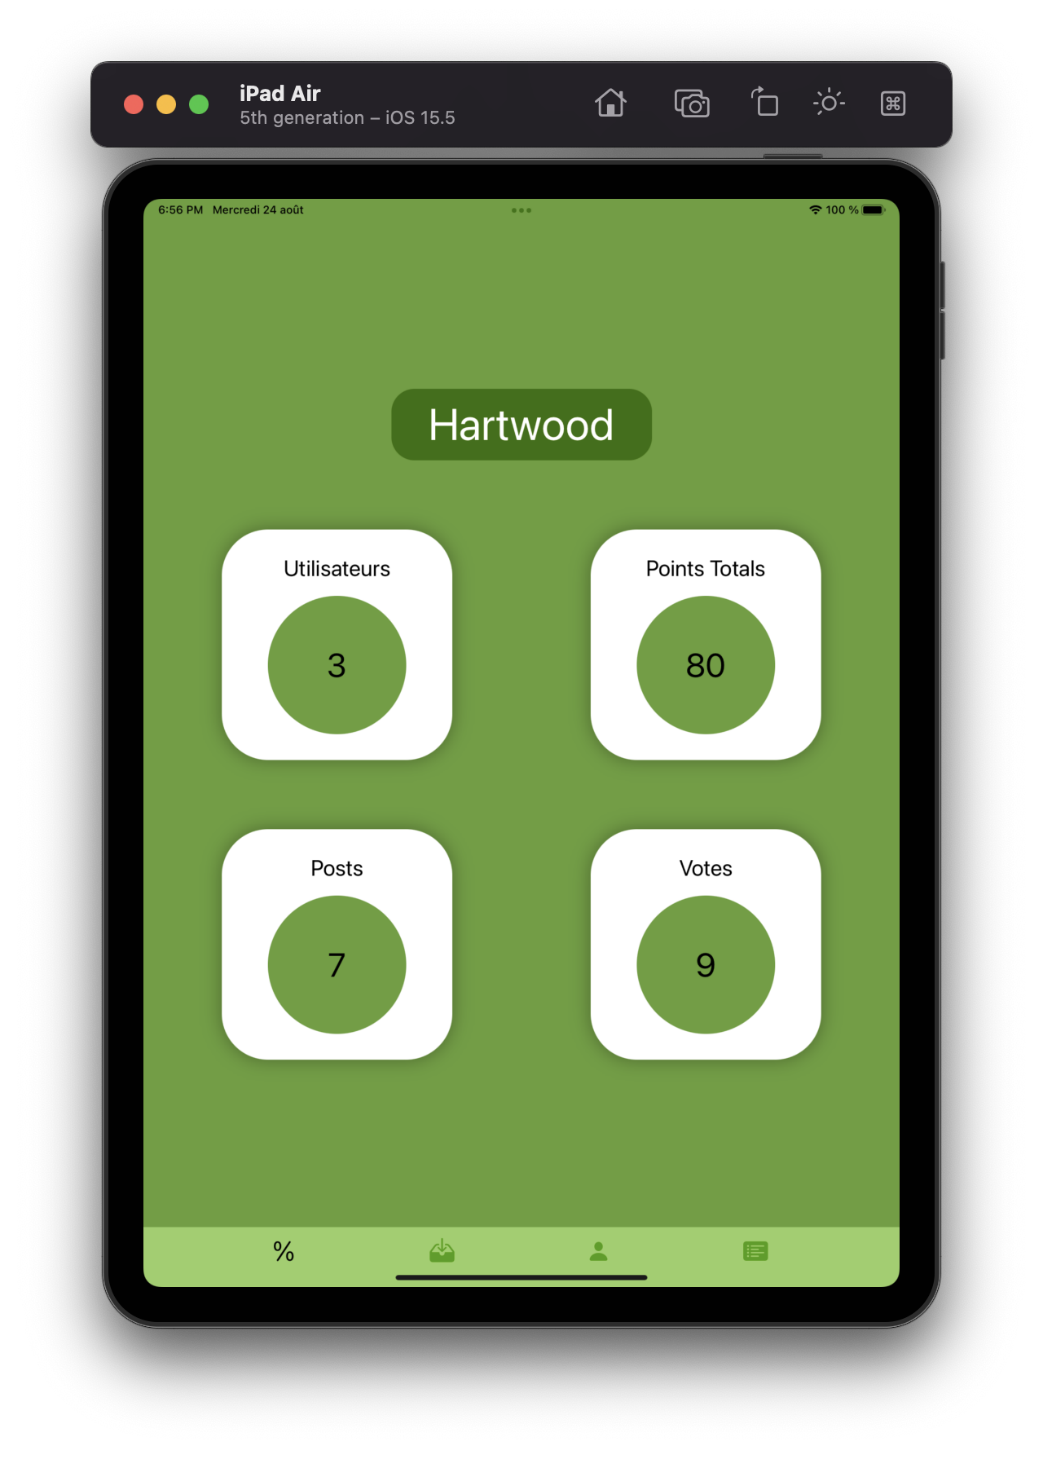 iPad Air
5th generation – iOS 15.5
6:56 PM Mercredi 24 août
100 %
Hartwood
Utilisateurs
Points Totals
3
80
Posts
Votes
7
9
%